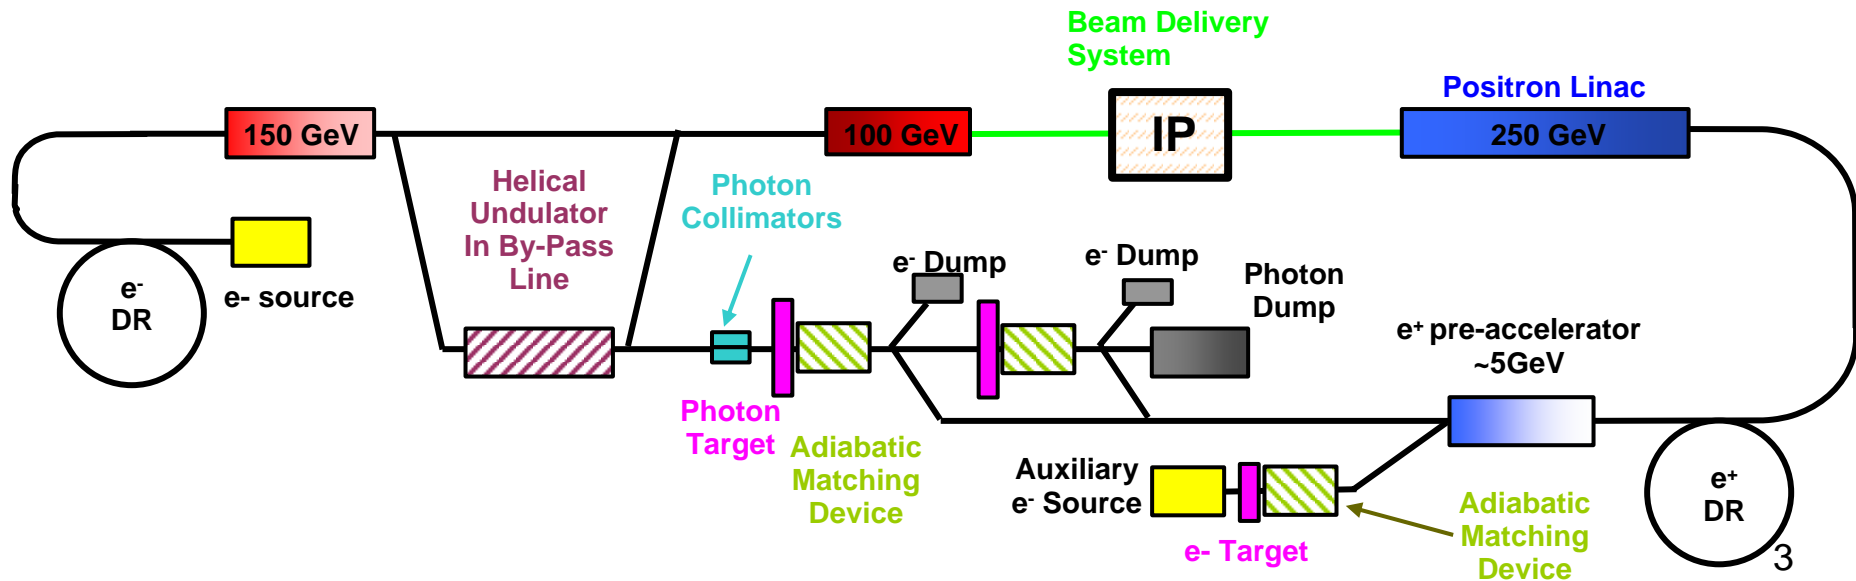 Beam Delivery
System
Positron Linac
150 GeV
100 GeV
IP
250 GeV
Helical
Undulator
In By-Pass
Line
Photon
Collimators
e- source
e-
DR
e- Dump
e- Dump
Photon
Dump
e+ pre-accelerator
~5GeV
Photon
Target
Adiabatic
Matching
Device
Auxiliary
e- Source
e- Target
Adiabatic
Matching
Device
e+
DR
3